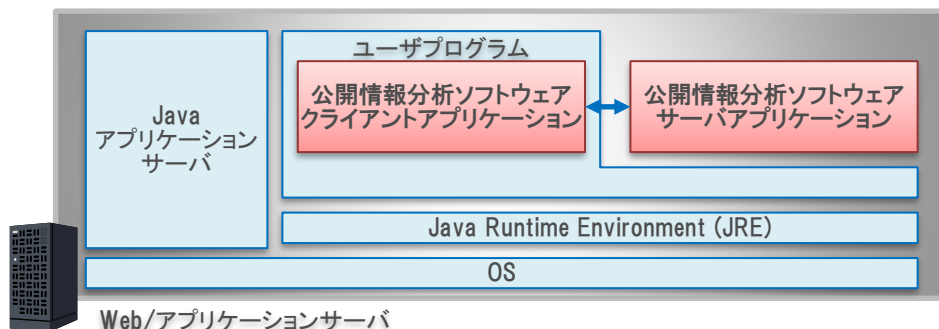 ユーザプログラム
Java
アプリケーション
サーバ
公開情報分析ソフトウェア
クライアントアプリケーション
公開情報分析ソフトウェア
サーバアプリケーション
Java Runtime Environment (JRE)
OS
Web/アプリケーションサーバ